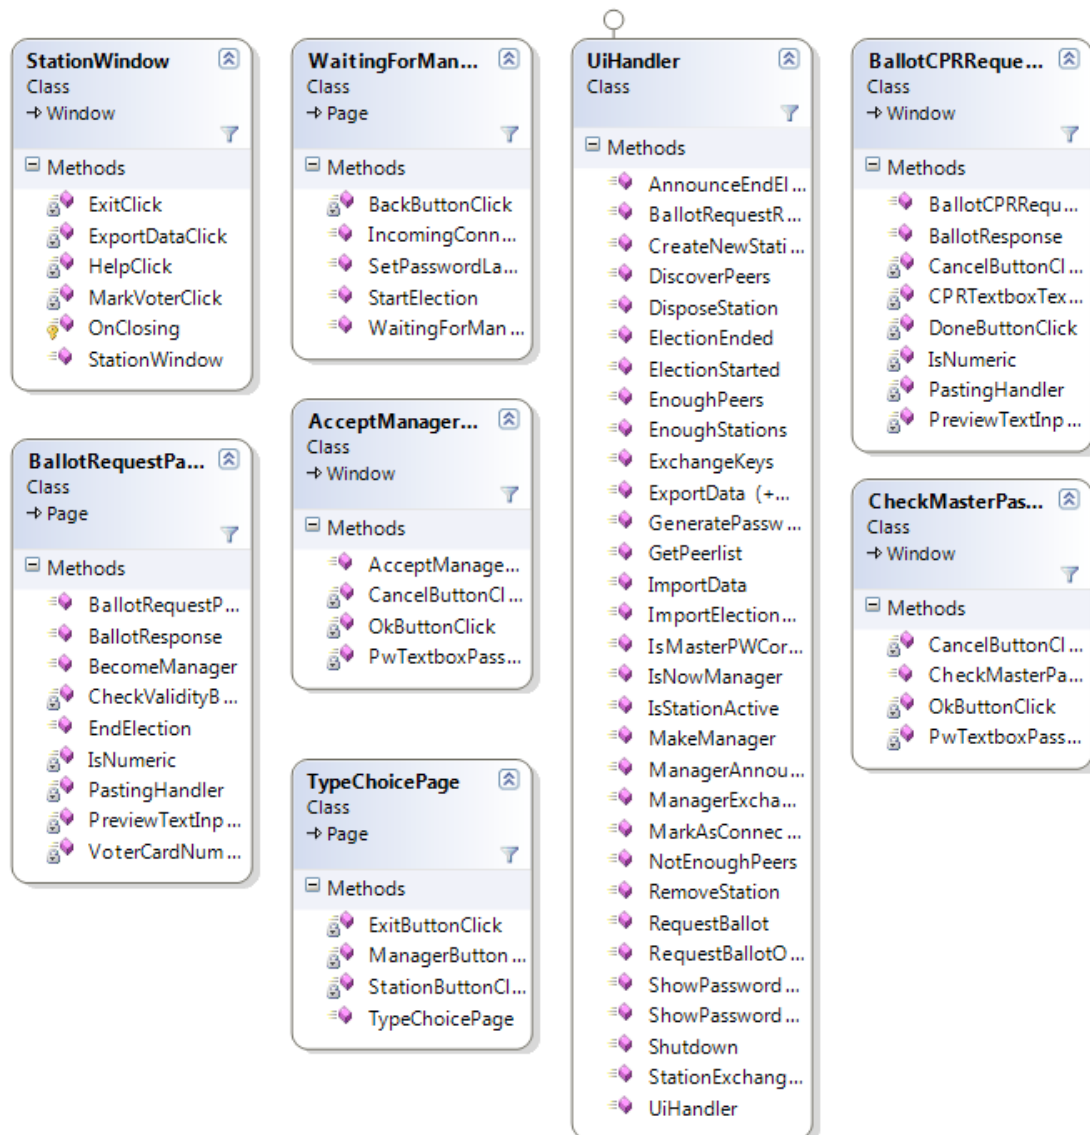 StationWindow
Class
→ Window
Methods
ExitClick
ExportDataClick
HelpClick
MarkVoterClick
OnClosing
StationWindow
BallotRequestPa...
Class
→ Page
Methods
BallotRequestP...
BallotResponse
BecomeManager
CheckValidityB...
EndElection
IsNumeric
PastingHandler
PreviewTextInp...
VoterCardNum...
WaitingForMan...
Class
→ Page
Methods
BackButtonClick
IncomingConn...
SetPasswordLa...
StartElection
WaitingForMan...
AcceptManager...
Class
→ Window
Methods
AcceptManage...
CancelButtonCl...
OkButtonClick
PwTextboxPass...
TypeChoicePage
Class
→ Page
Methods
ExitButtonClick
ManagerButton...
StationButtonCl...
TypeChoicePage
UiHandler
Class
Methods
AnnounceEndEl...
BallotRequestR...
CreateNewStati...
DiscoverPeers
DisposeStation
ElectionEnded
ElectionStarted
EnoughPeers
EnoughStations
ExchangeKeys
ExportData (+...
GeneratePassw...
GetPeerlist
ImportData
ImportElection...
IsMasterPWCor...
IsNowManager
IsStationActive
MakeManager
ManagerAnnou...
ManagerExcha...
MarkAsConnec...
NotEnoughPeers
RemoveStation
RequestBallot
RequestBallotO...
ShowPassword...
ShowPassword...
Shutdown
StationExchang...
UiHandler
BallotCPRReque...
Class
→ Window
Methods
BallotCPRRequ...
BallotResponse
CancelButtonCl...
CPRTextboxTex...
DoneButtonClick
IsNumeric
PastingHandler
PreviewTextInp...
CheckMasterPas...
Class
→ Window
Methods
CancelButtonCl...
CheckMasterPa...
OkButtonClick
PwTextboxPass...